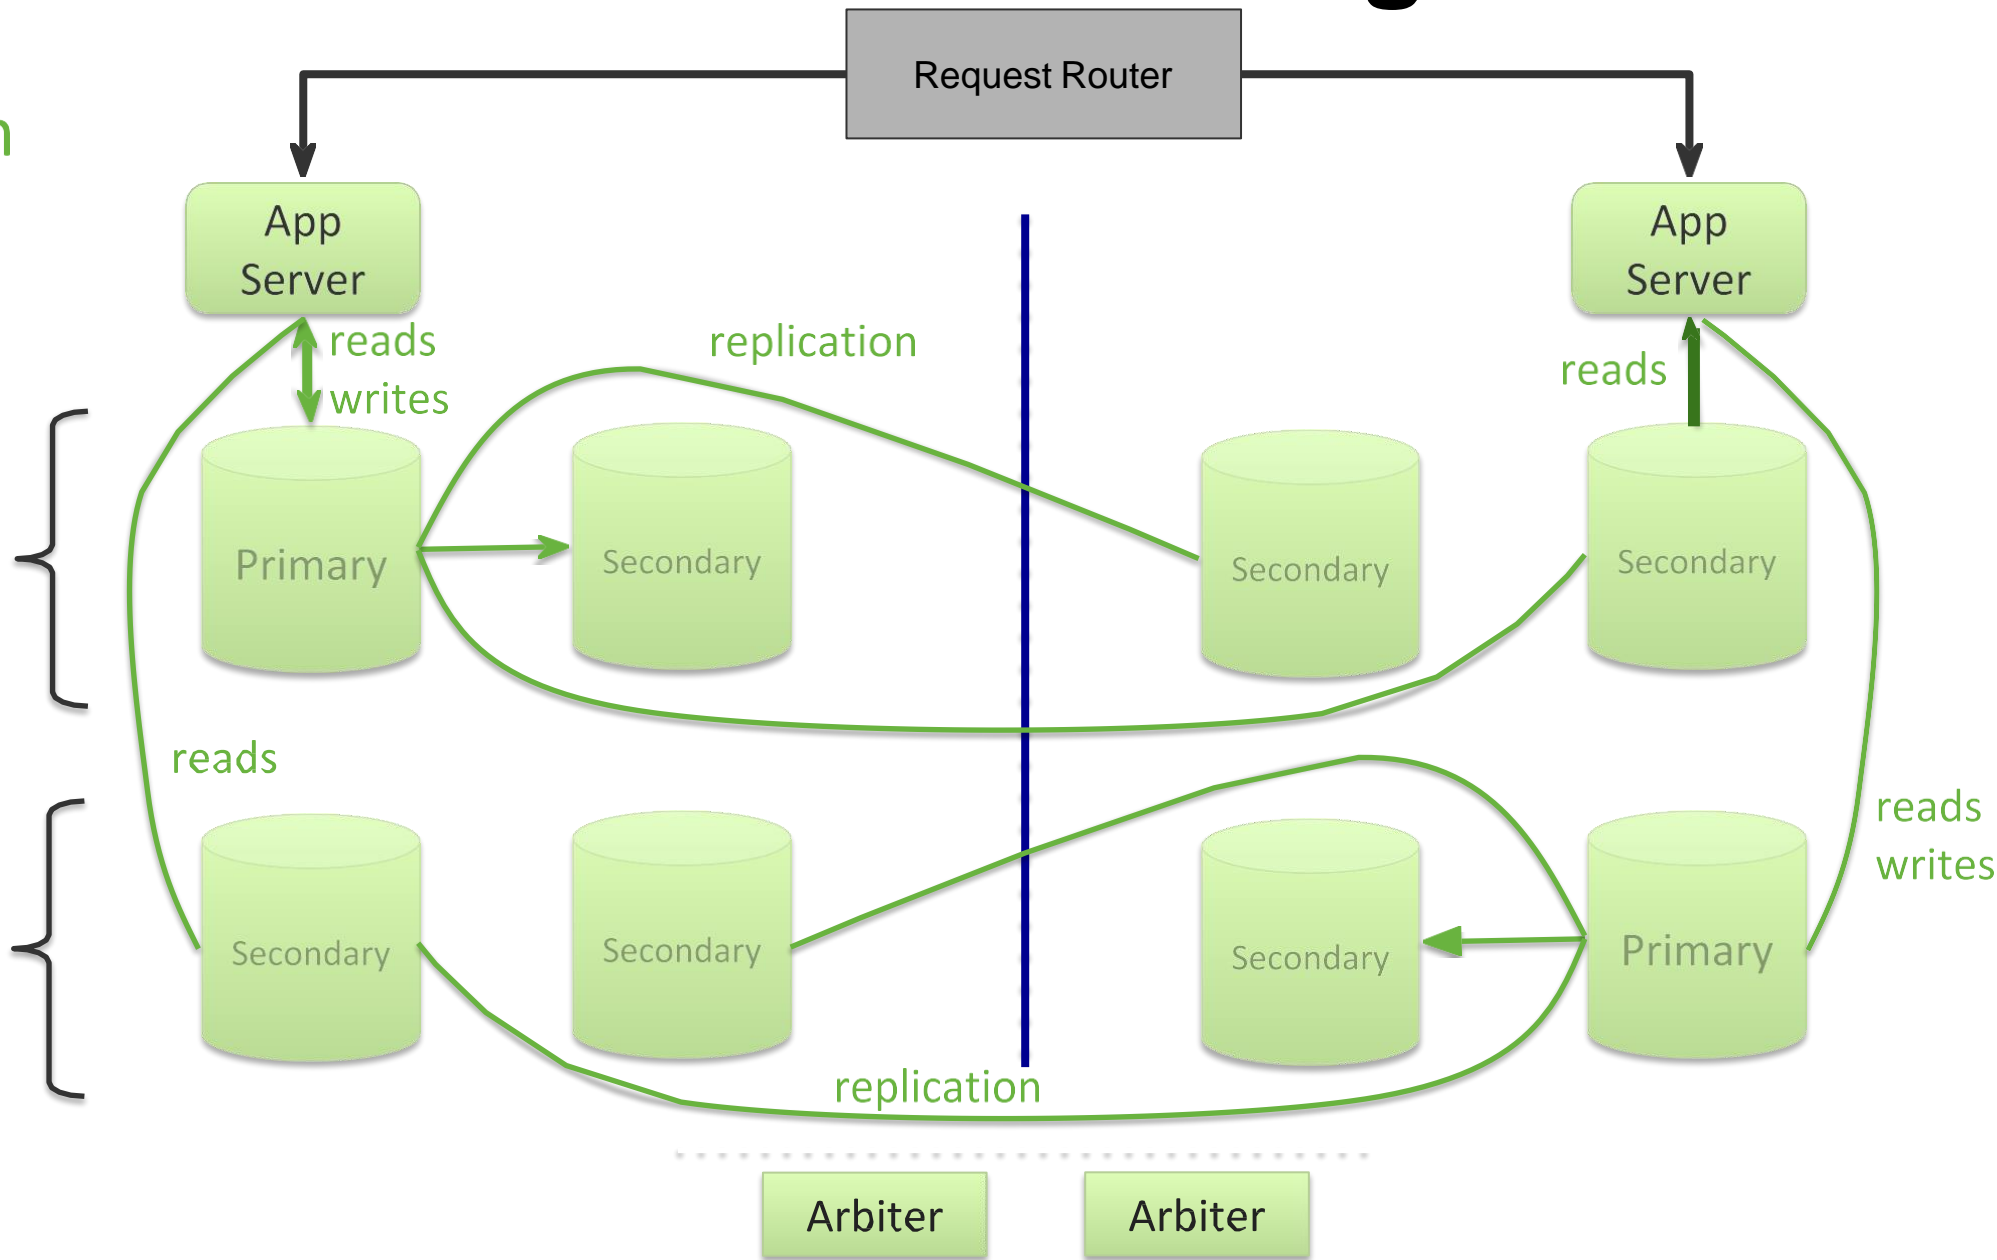 Request Router
App
Server
App
Server
reads
writes
replication
reads
Primary
Secondary
Secondary
Secondary
reads
reads
writes
Secondary
Secondary
Secondary
Primary
replication
Arbiter
Arbiter